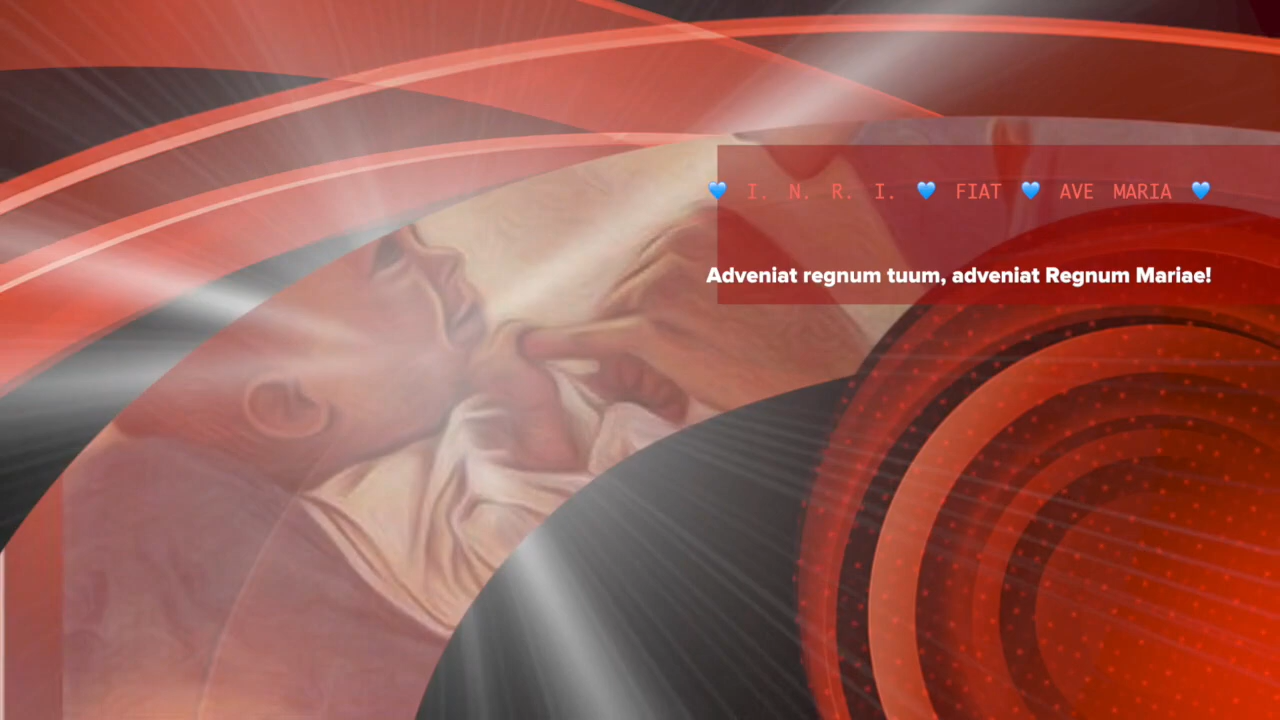 💙 I. N. R. I. 💙 FIAT 💙 AVE MARIA 💙
Adveniat regnum tuum, adveniat Regnum Mariae!